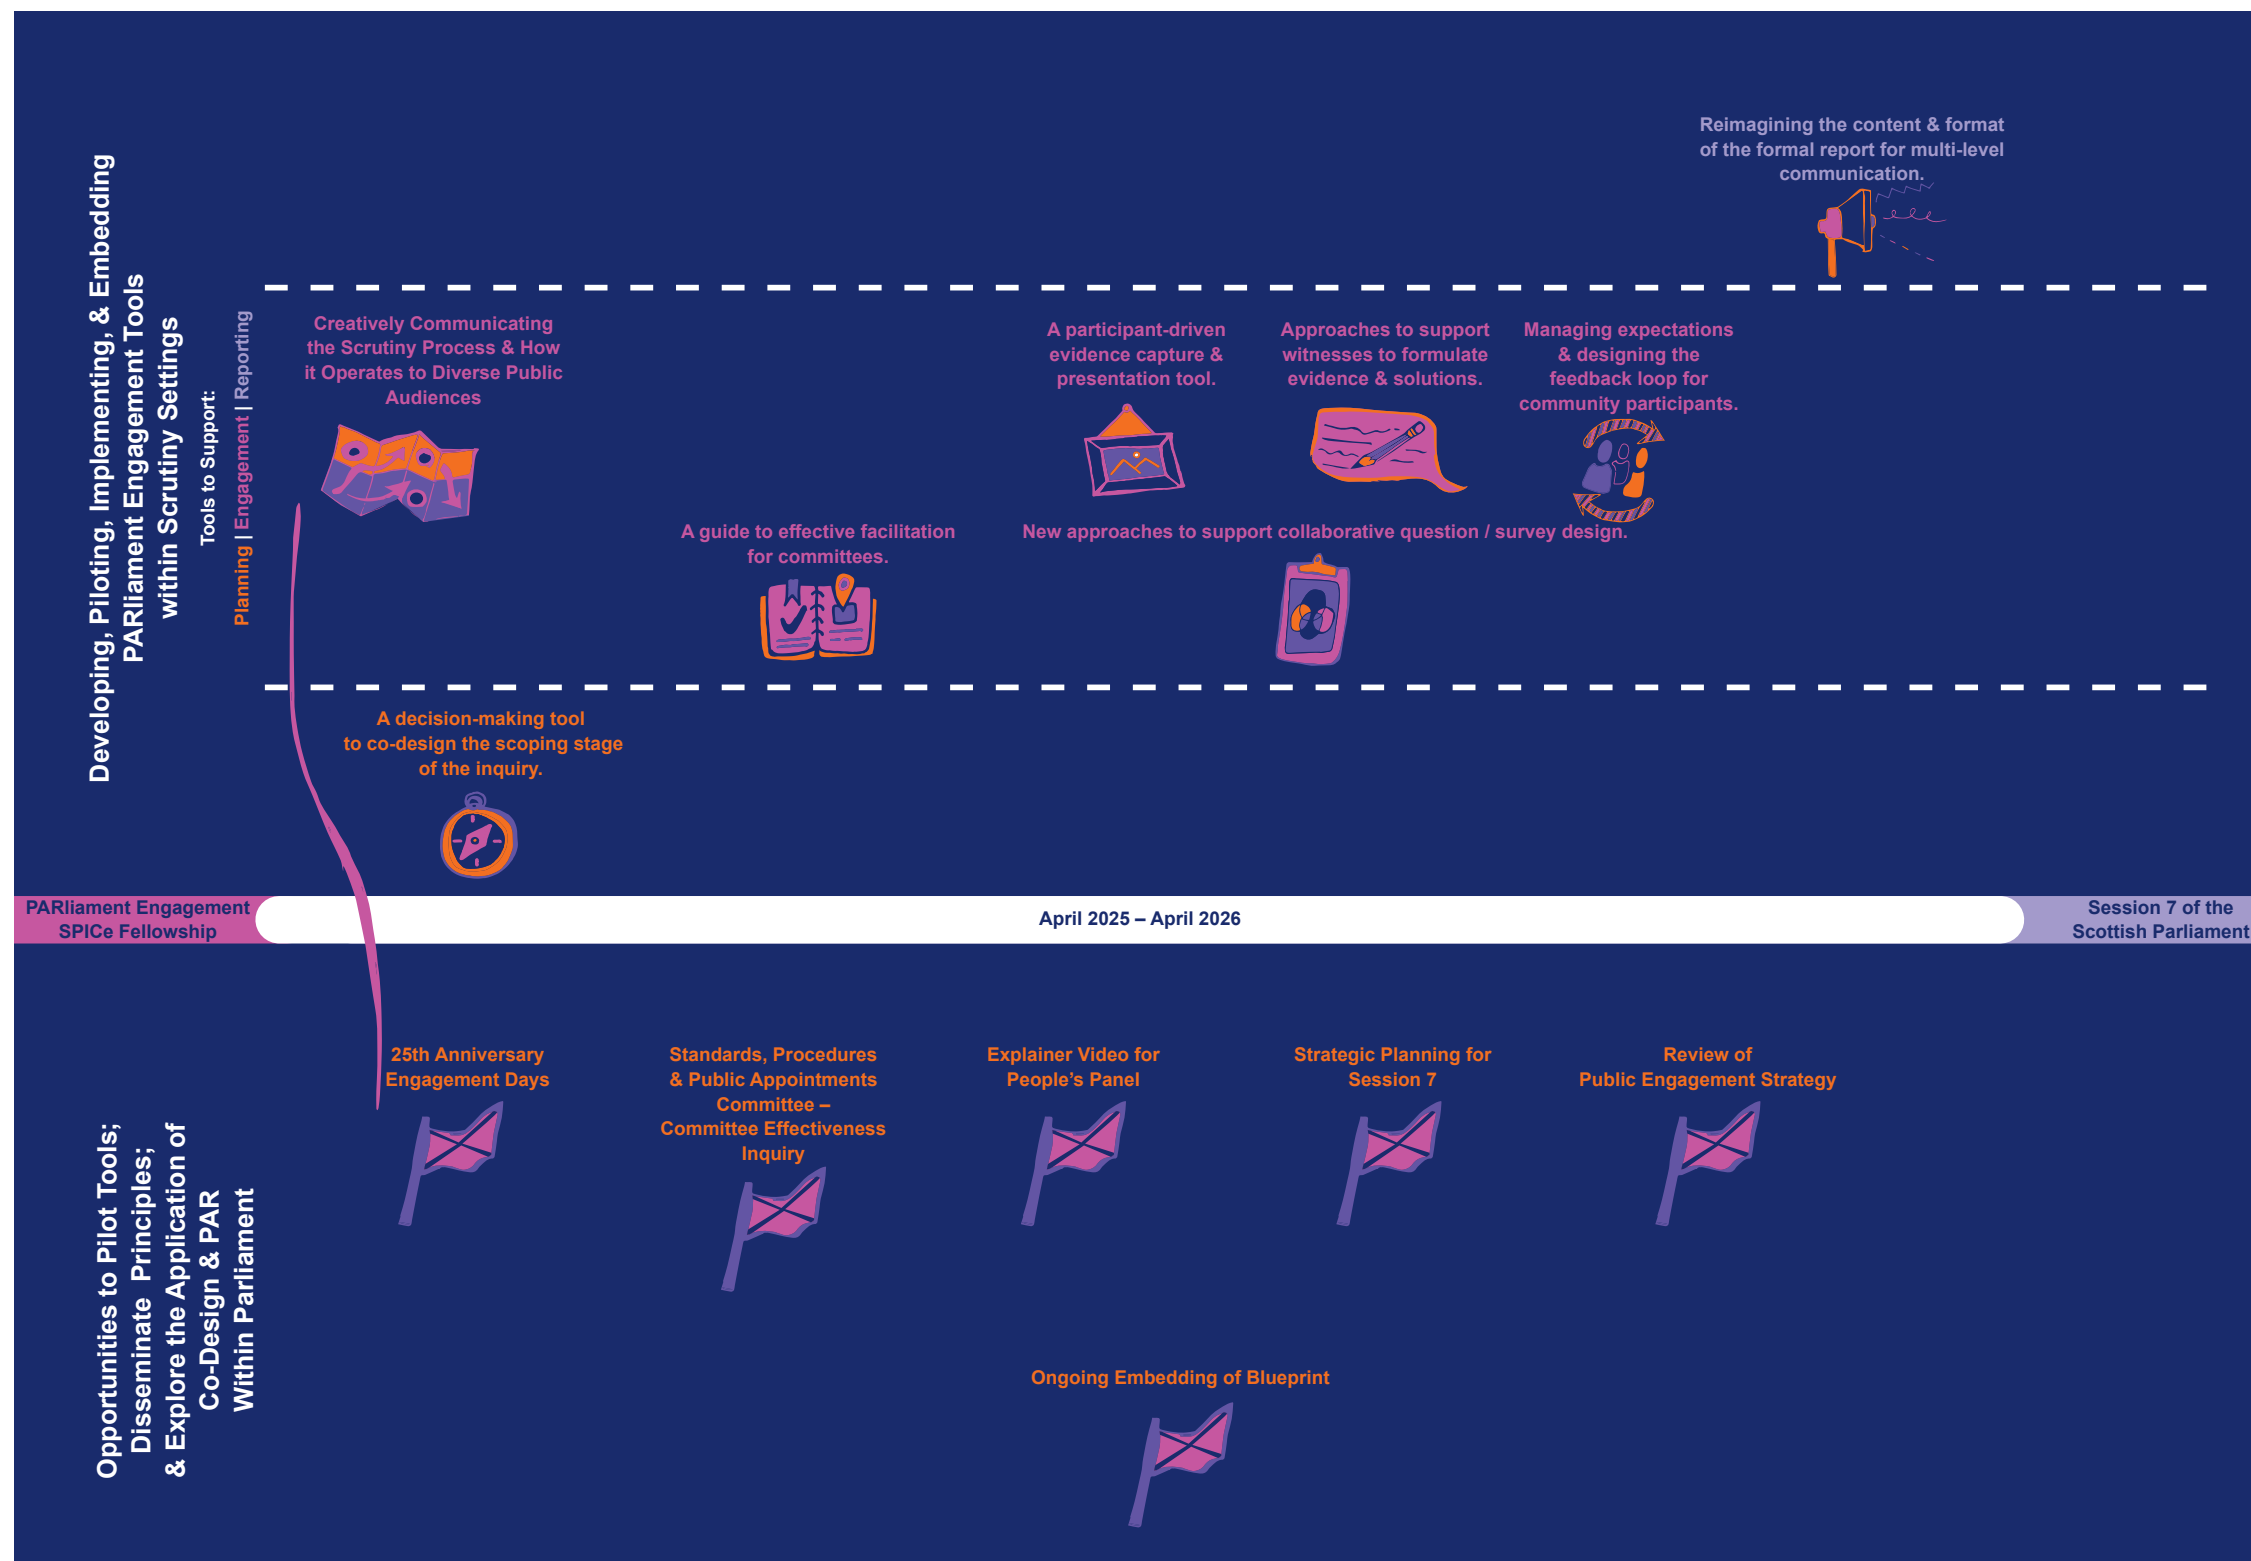 Developing, Piloting, Implementing, & Embedding
PARliament Engagement Tools
within Scrutiny Settings
Tools to Support:
Planning | Engagement | Reporting
Reimagining the content & format
of the formal report for multi-level
communication.
Creatively Communicating
the Scrutiny Process & How
it Operates to Diverse Public
Audiences
A participant-driven
evidence capture &
presentation tool.
Approaches to support
witnesses to formulate
evidence & solutions.
Managing expectations
& designing the
feedback loop for
community participants.
A guide to effective facilitation
for committees.
New approaches to support collaborative question / survey design.
A decision-making tool
to co-design the scoping stage
of the inquiry.
PARliament Engagement
SPICe Fellowship
April 2025 – April 2026
Session 7 of the
Scottish Parliament
Opportunities to Pilot Tools;
Disseminate Principles;
& Explore the Application of
Co-Design & PAR
Within Parliament
25th Anniversary
Engagement Days
Standards, Procedures
& Public Appointments
Committee –
Committee Effectiveness
Inquiry
Explainer Video for
People’s Panel
Strategic Planning for
Session 7
Review of
Public Engagement Strategy
Ongoing Embedding of Blueprint